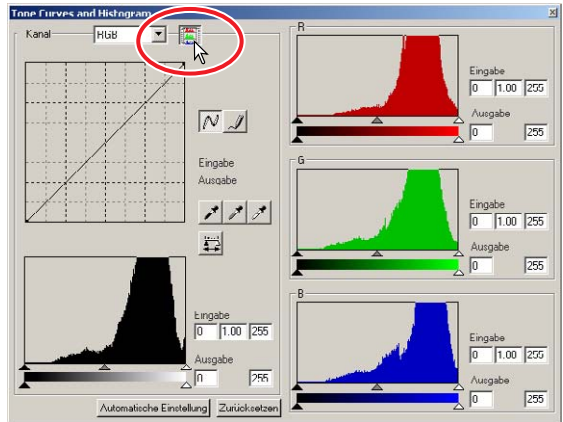 Tone Curves and Histogram
Kanal RGB
Eingabe
Ausgabe
Eingabe
0 1.00 255
Ausgabe
0 255
Automatische Einstellung Zurücksetzen
R
Eingabe
0 1.00 255
Ausgabe
0 255
G
Eingabe
0 1.00 255
Ausgabe
0 255
B
Eingabe
0 1.00 255
Ausgabe
0 255